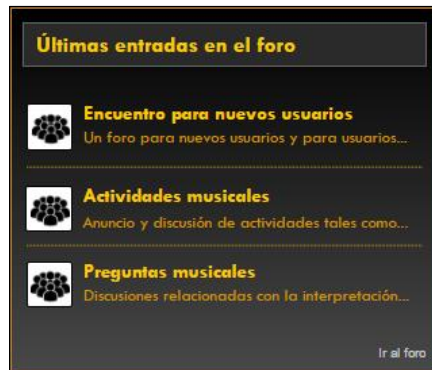 Últimas entradas en el foro
Encuentro para nuevos usuarios
Un foro para nuevos usuarios y para usuarios...
Actividades musicales
Anuncio y discusión de actividades tales como...
Preguntas musicales
Discusiones relacionadas con la interpretación...
Ir al foro